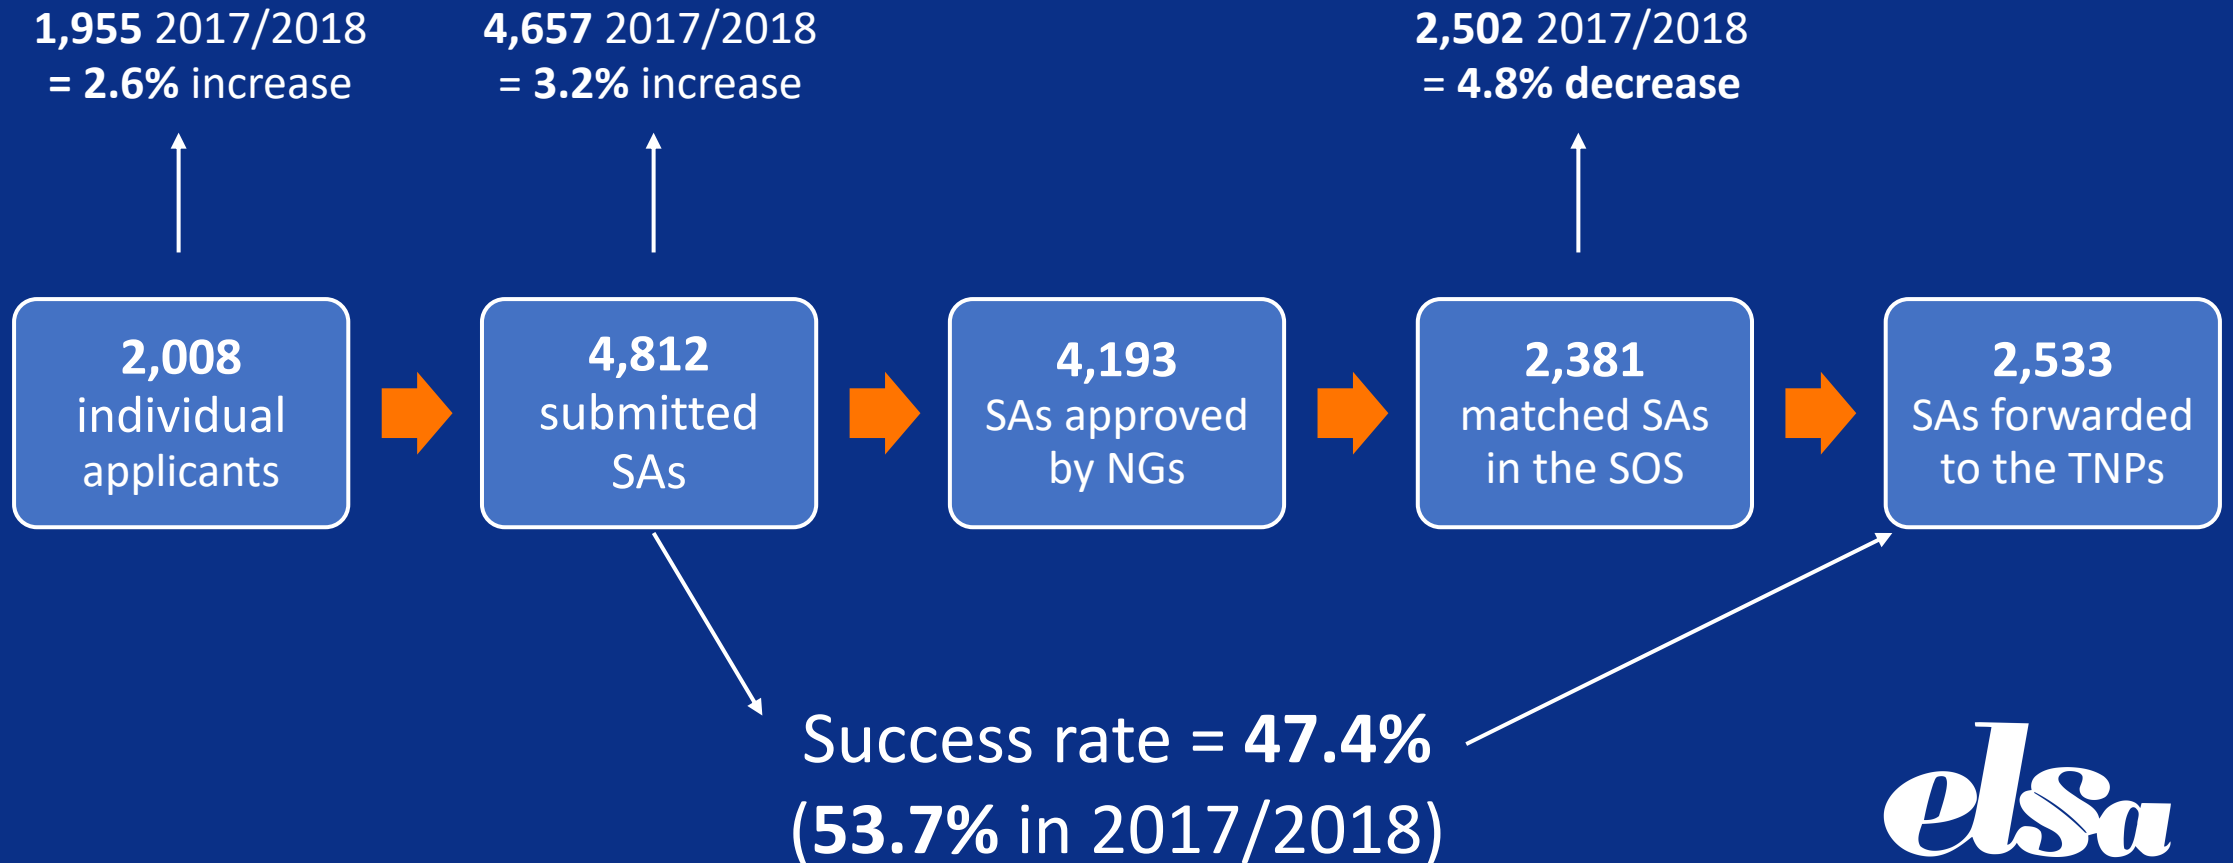 1,955 2017/2018
= 2.6% increase
4,657 2017/2018
= 3.2% increase
2,502 2017/2018
= 4.8% decrease
2,008
individual
applicants
4,812
submitted
SAs
4,193
SAs approved
by NGs
2,381
matched SAs
in the SOS
2,533
SAs forwarded
to the TNPs
Success rate = 47.4%
(53.7% in 2017/2018)
elsa